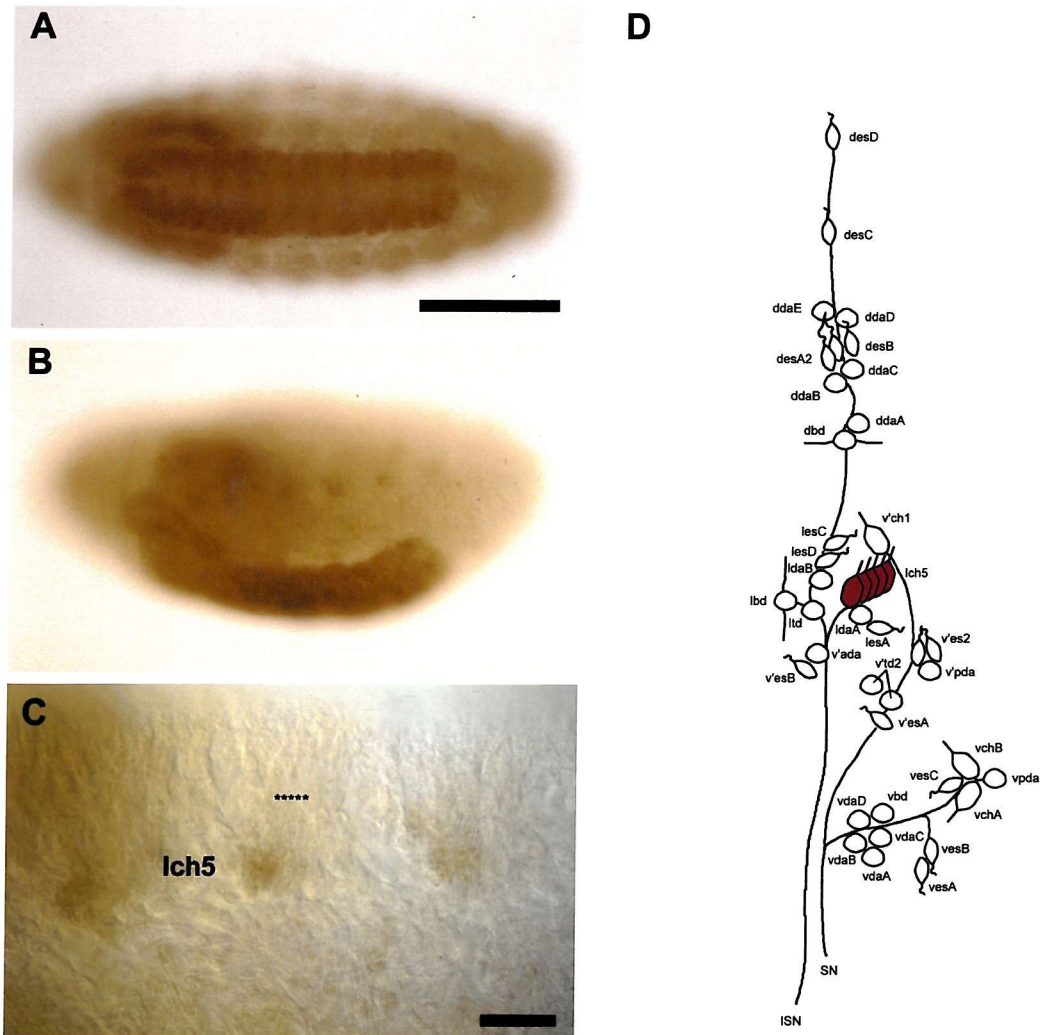 A
D
B
C
lch5
*****
desD
desC
ddaE
ddaD
desB
desA2
ddaC
ddaB
ddaA
dbd
v'ch1
lesC
lesD
ldaB
lch5
lbd
ltd
ldaA
lesA
v'es2
v'ada
v'td2
v'pda
v'esB
v'esA
vchB
vesC
vpda
vdaD
vbd
vchA
vdaC
vesB
vdaB
vdaA
vesA
SN
ISN